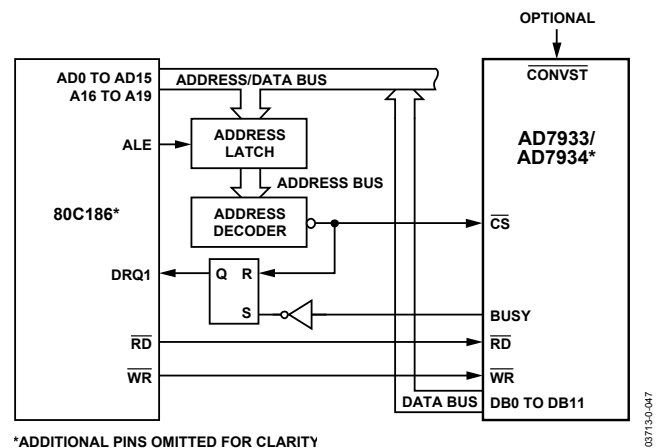 OPTIONAL
AD0 TO AD15
A16 TO A19
ADDRESS/DATA BUS
CONVST
ALE
ADDRESS
LATCH
AD7933/
AD7934*
ADDRESS BUS
80C186*
ADDRESS
DECODER
CS
DRQ1
Q R
S
BUSY
RD
RD
WR
WR
DATA BUS
DB0 TO DB11
*ADDITIONAL PINS OMITTED FOR CLARITY
03713-0-047